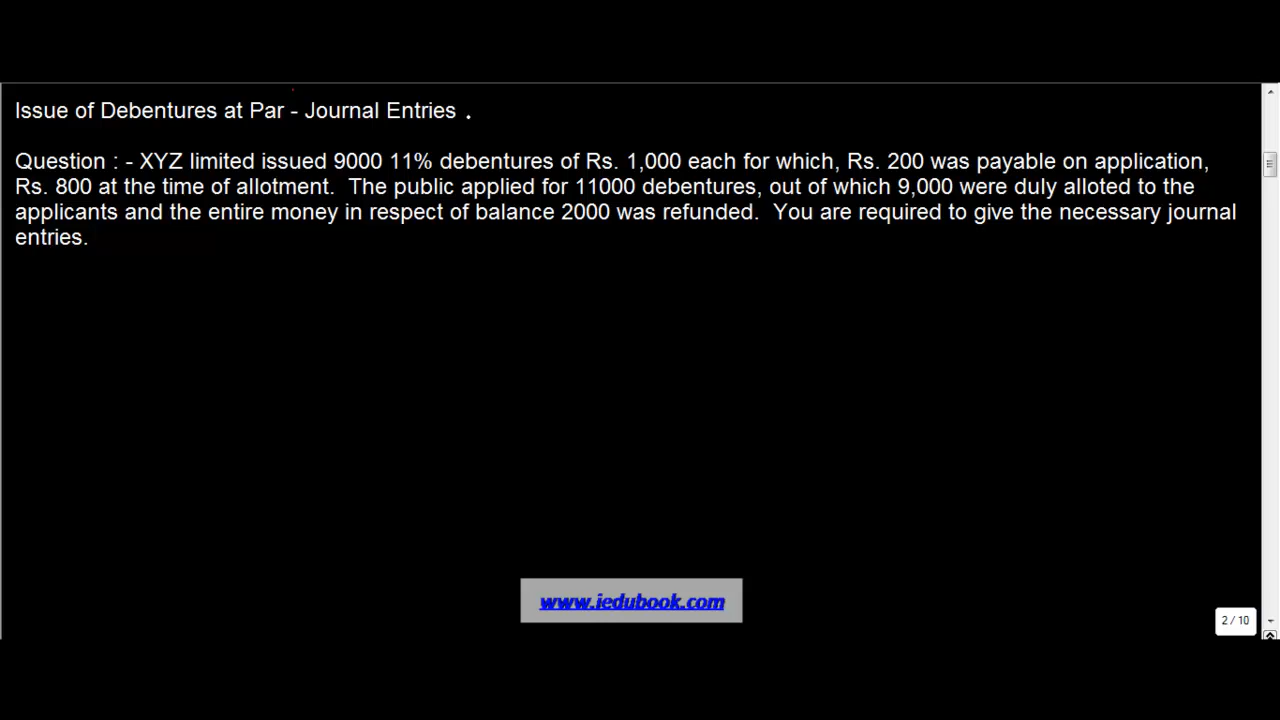 Issue of Debentures at Par - Journal Entries .
Question : - XYZ limited issued 9000 11% debentures of Rs. 1,000 each for which, Rs. 200 was payable on application,
Rs. 800 at the time of allotment.  The public applied for 11000 debentures, out of which 9,000 were duly alloted to the
applicants and the entire money in respect of balance 2000 was refunded.  You are required to give the necessary journal
entries.
www.iedubook.com
2 / 10